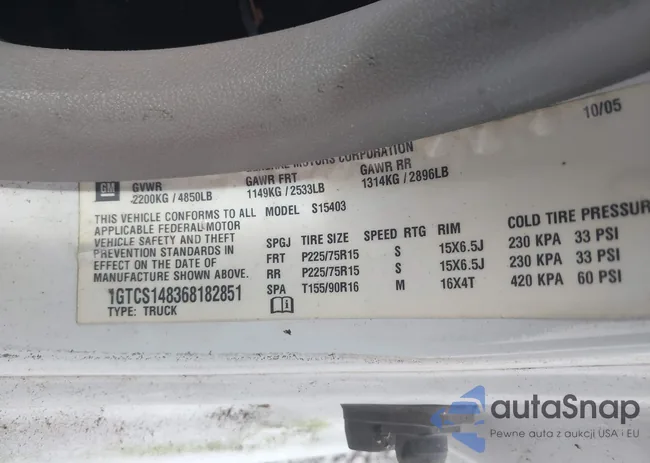 10/05
GENERAL MOTORS CORPORATION
GM GVWR GAWR FRT GAWR RR
2200KG / 4850LB 1149KG / 2533LB 1314KG / 2896LB
THIS VEHICLE CONFORMS TO ALL MODEL S15403
APPLICABLE FEDERAL MOTOR
VEHICLE SAFETY AND THEFT
PREVENTION STANDARDS IN
EFFECT ON THE DATE OF
MANUFACTURE SHOWN ABOVE.
SPGJ TIRE SIZE SPEED RTG RIM COLD TIRE PRESSUR
FRT P225/75R15 S 15X6.5J 230 KPA 33 PSI
RR P225/75R15 S 15X6.5J 230 KPA 33 PSI
SPA T155/90R16 M 16X4T 420 KPA 60 PSI
1GTCS148368182851
TYPE: TRUCK
autaSnap
Pewne auta z aukcji USA i EU